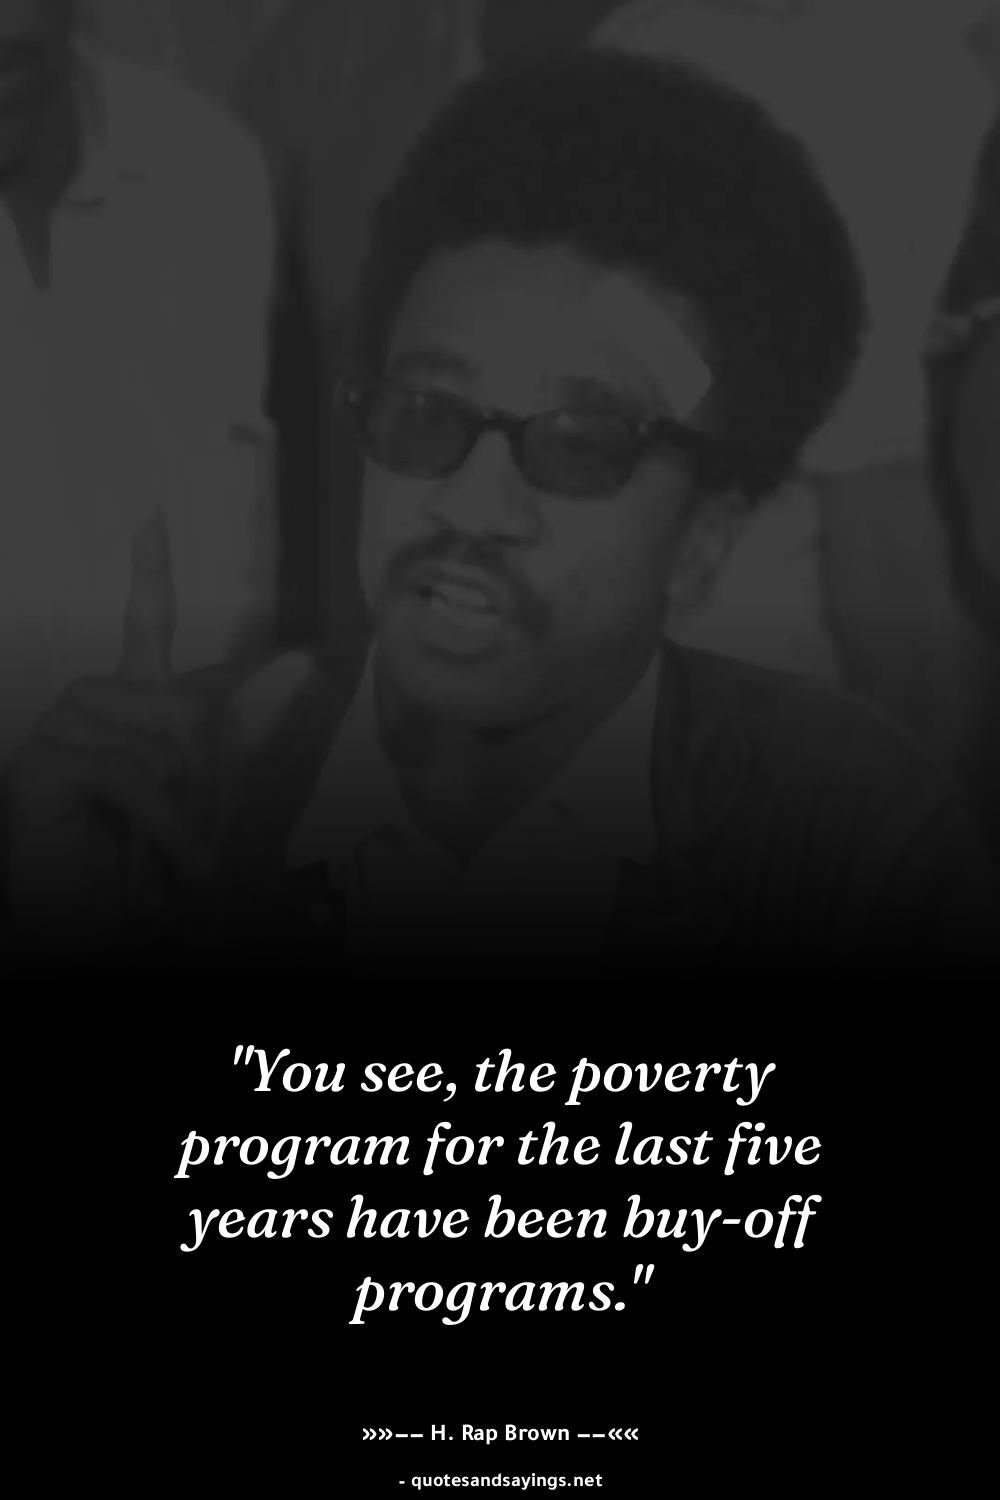 "You see, the poverty
program for the last five
years have been buy-off
programs."
»»−− H. Rap Brown −−««
- quotesandsayings.net